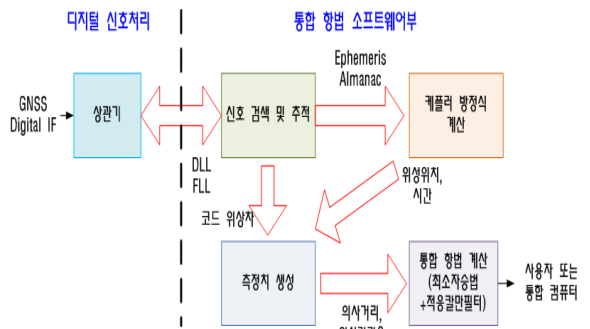 디지털 신호처리
통합 항법 소프트웨어부
GNSS
Digital IF
상관기
신호 검색 및 추적
Ephemeris
Almanac
케플러 방정식
계산
DLL
FLL
코드 위상차
위성위치,
시간
측정치 생성
의사거리,
통합 항법 계산
(최소자승법
+적응칼만필터)
사용자 또는
통합 컴퓨터